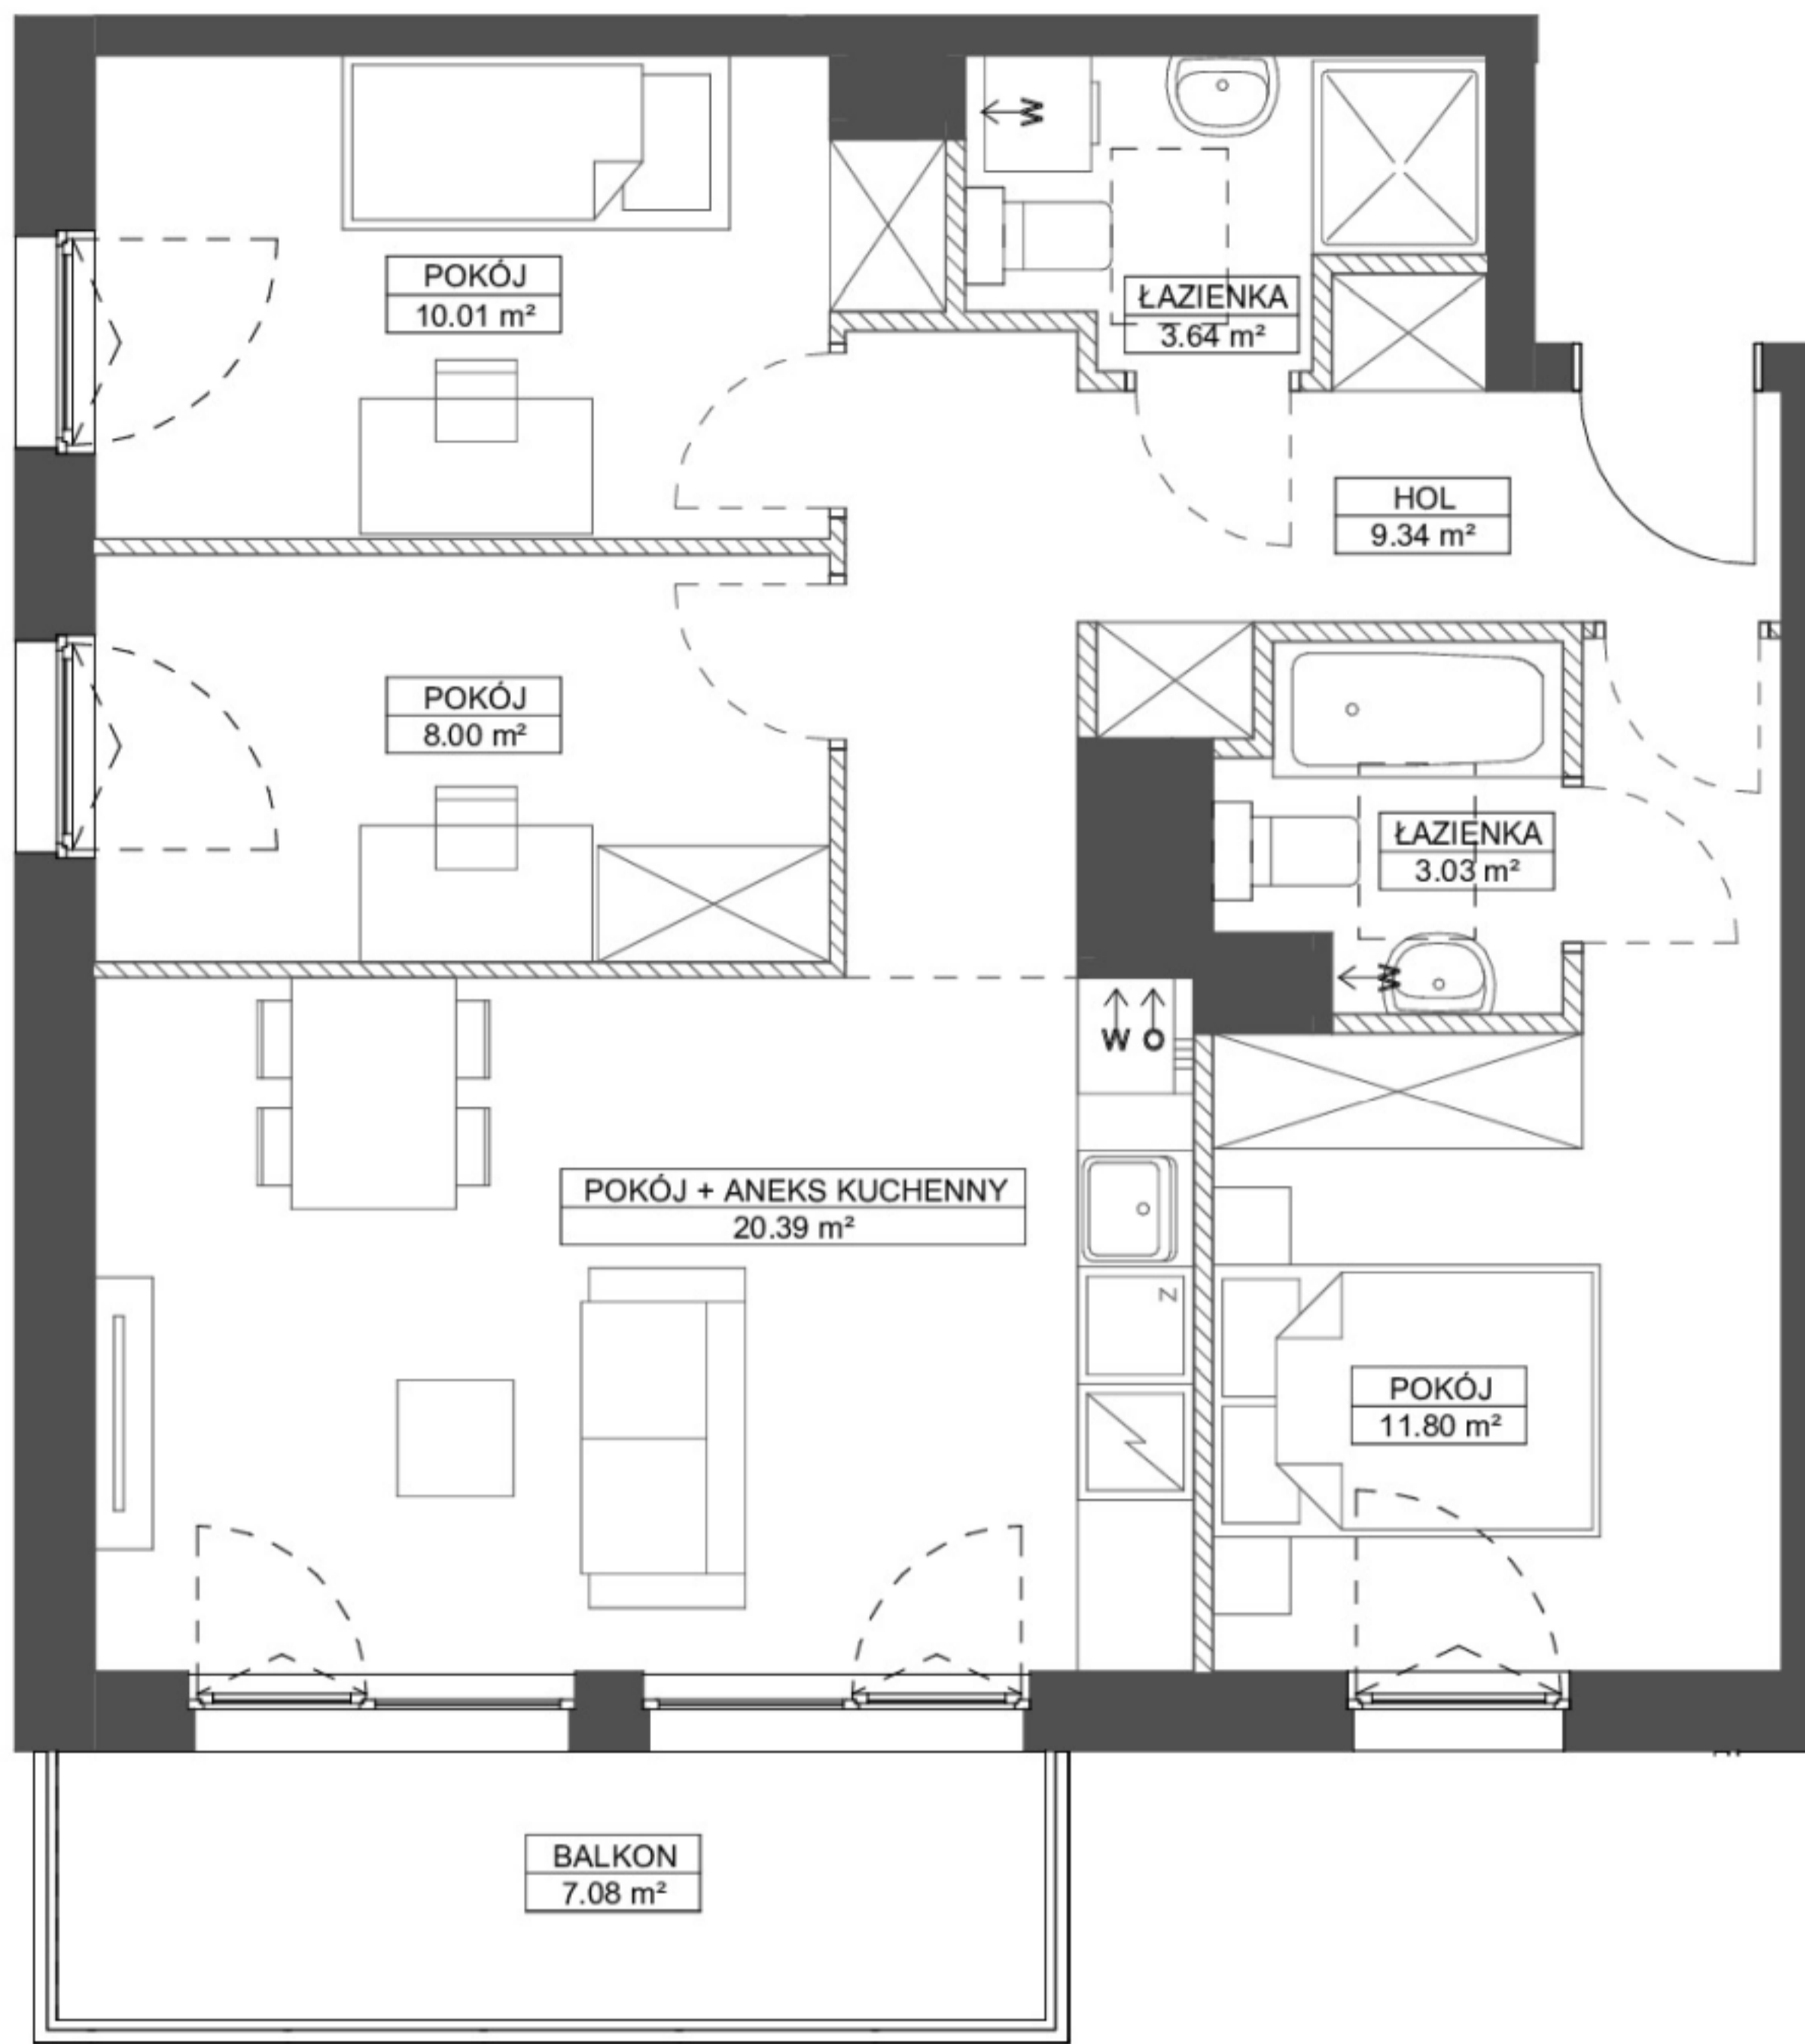 W
POKÓJ
10.01 m²
ŁAZIENKA
3.64 m²
HOL
9.34 m²
POKÓJ
8.00 m²
ŁAZIENKA
3.03 m²
W
W O
POKÓJ + ANEKS KUCHENNY
20.39 m²
Z
POKÓJ
11.80 m²
BALKON
7.08 m²